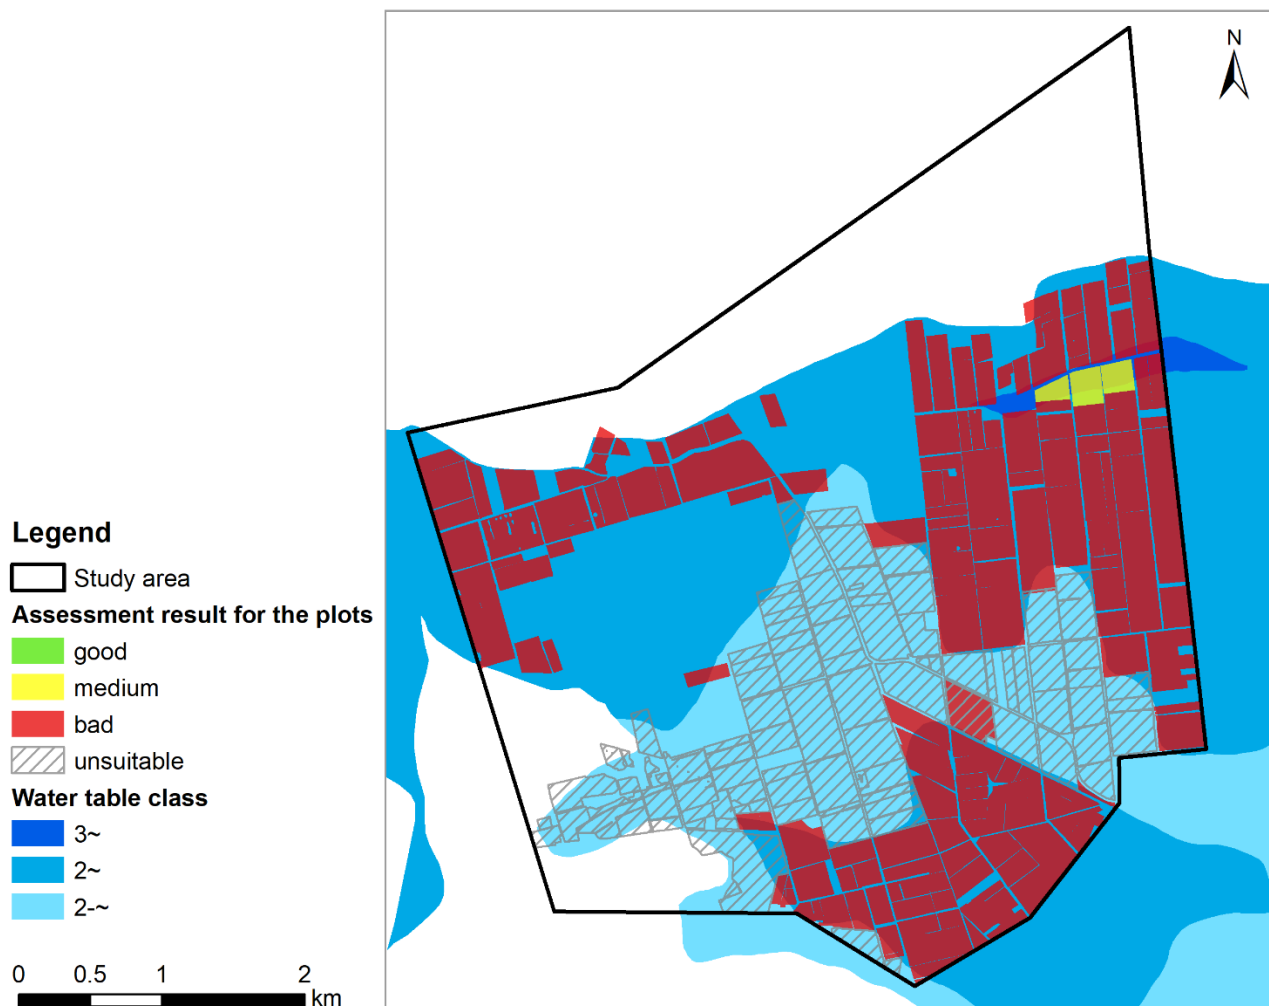 N
Legend
Study area
Assessment result for the plots
good
medium
bad
unsuitable
Water table class
3~
2~
2-~
0 0.5 1 2
km